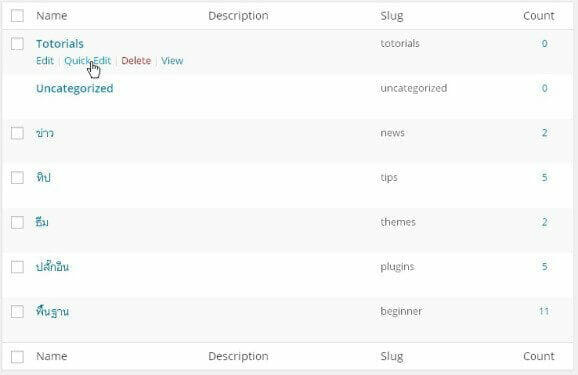 Name Description Slug Count
Totorials totorials 0
Edit | Quick Edit | Delete | View
Uncategorized uncategorized 0
ข่าว news 2
ทิป tips 5
ธีม themes 2
ปลั๊กอิน plugins 5
พื้นฐาน beginner 11
Name Description Slug Count